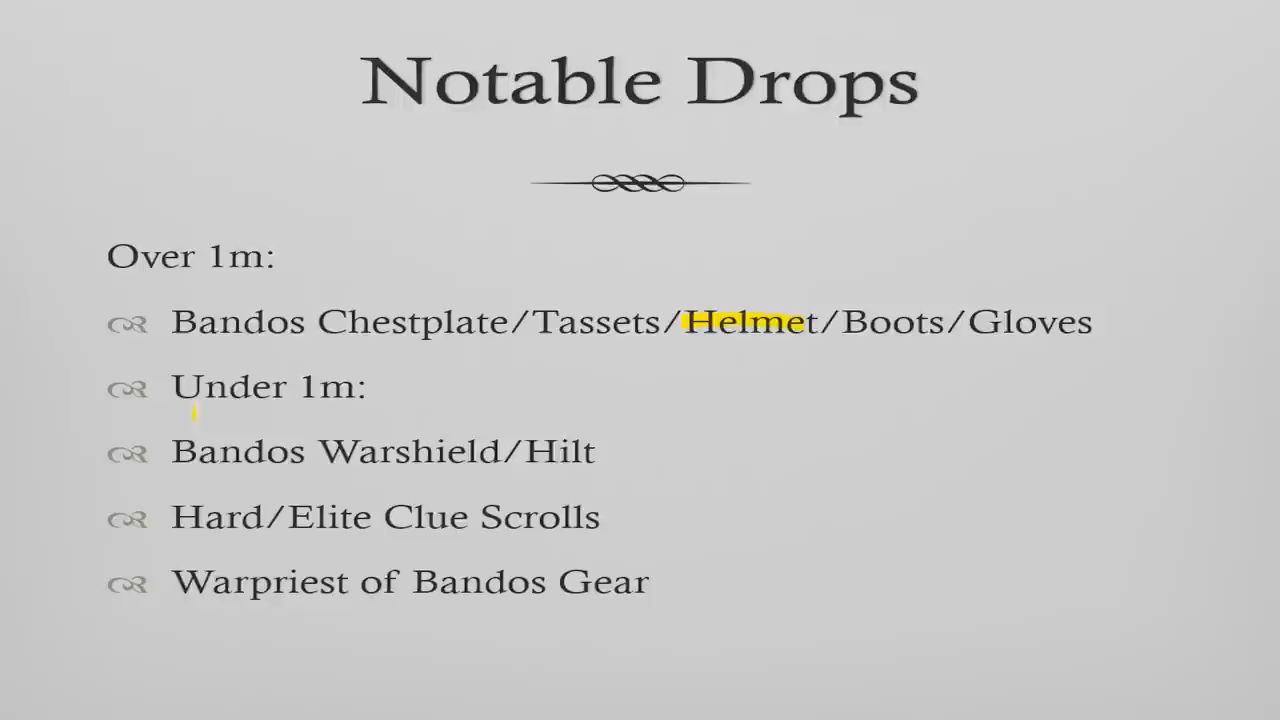 Notable Drops
Over 1m:
Bandos Chestplate/Tassets/Helmet/Boots/Gloves
Under 1m:
Bandos Warshield/Hilt
Hard/Elite Clue Scrolls
Warpriest of Bandos Gear